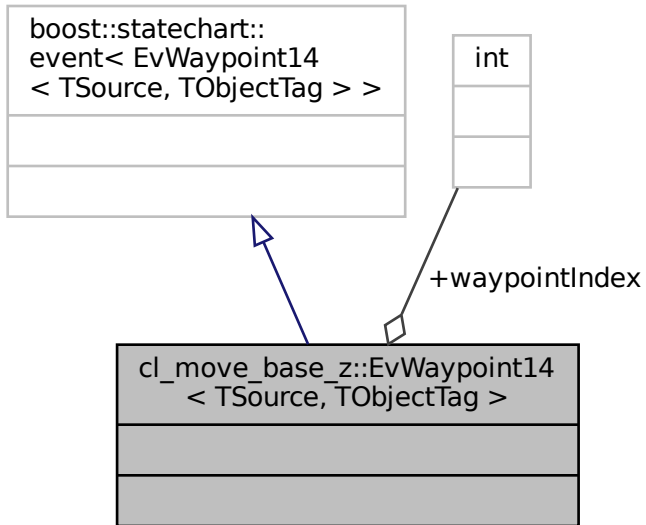 boost::statechart::
event< EvWaypoint14
< TSource, TObjectTag > >
int
+waypointIndex
cl_move_base_z::EvWaypoint14
< TSource, TObjectTag >